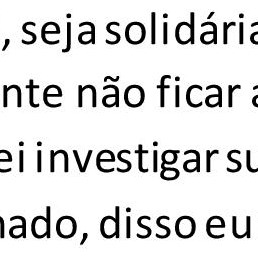 , seja solidária
nte não ficar a
ei investigar su
nado, disso eu